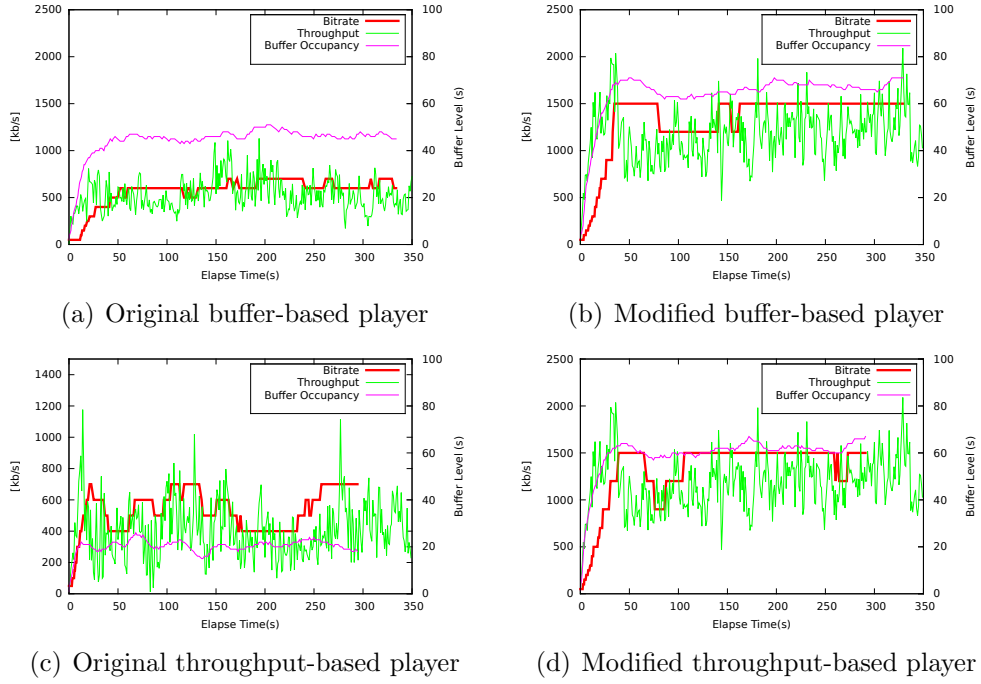 2500
2000
1500
1000
500
0
[kb/s]
0 50 100 150 200 250 300 350
Elapse Time(s)
100
80
60
40
20
0
Buffer Level (s)
Bitrate
Throughput
Buffer Occupancy
(a) Original buffer-based player
2500
2000
1500
1000
500
0
[kb/s]
0 50 100 150 200 250 300 350
Elapse Time(s)
100
80
60
40
20
0
Buffer Level (s)
Bitrate
Throughput
Buffer Occupancy
(b) Modified buffer-based player
1400
1200
1000
800
600
400
200
0
[kb/s]
0 50 100 150 200 250 300 350
Elapse Time(s)
100
80
60
40
20
0
Buffer Level (s)
Bitrate
Throughput
Buffer Occupancy
(c) Original throughput-based player
2500
2000
1500
1000
500
0
[kb/s]
0 50 100 150 200 250 300 350
Elapse Time(s)
100
80
60
40
20
0
Buffer Level (s)
Bitrate
Throughput
Buffer Occupancy
(d) Modified throughput-based player